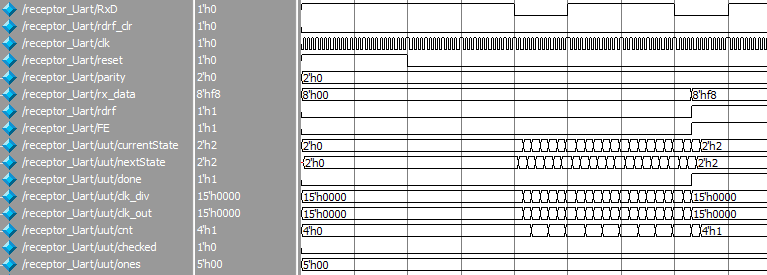 /receptor_Uart/RxD 1'h0
/receptor_Uart/rdrf_clr 1'h0
/receptor_Uart/clk 1'h0
/receptor_Uart/reset 1'h0
/receptor_Uart/parity 2'h0 2'h0
/receptor_Uart/rx_data 8'hf8 8'h00 8'hf8
/receptor_Uart/rdrf 1'h1
/receptor_Uart/FE 1'h1
/receptor_Uart/uut/currentState 2'h2 2'h0 2'h2
/receptor_Uart/uut/nextState 2'h2 2'h0 2'h2
/receptor_Uart/uut/done 1'h1
/receptor_Uart/uut/clk_div 15'h0000 15'h0000 15'h0000
/receptor_Uart/uut/clk_out 15'h0000 15'h0000 15'h0000
/receptor_Uart/uut/cnt 4'h1 4'h0 4'h1
/receptor_Uart/uut/checked 1'h0
/receptor_Uart/uut/ones 5'h00 5'h00